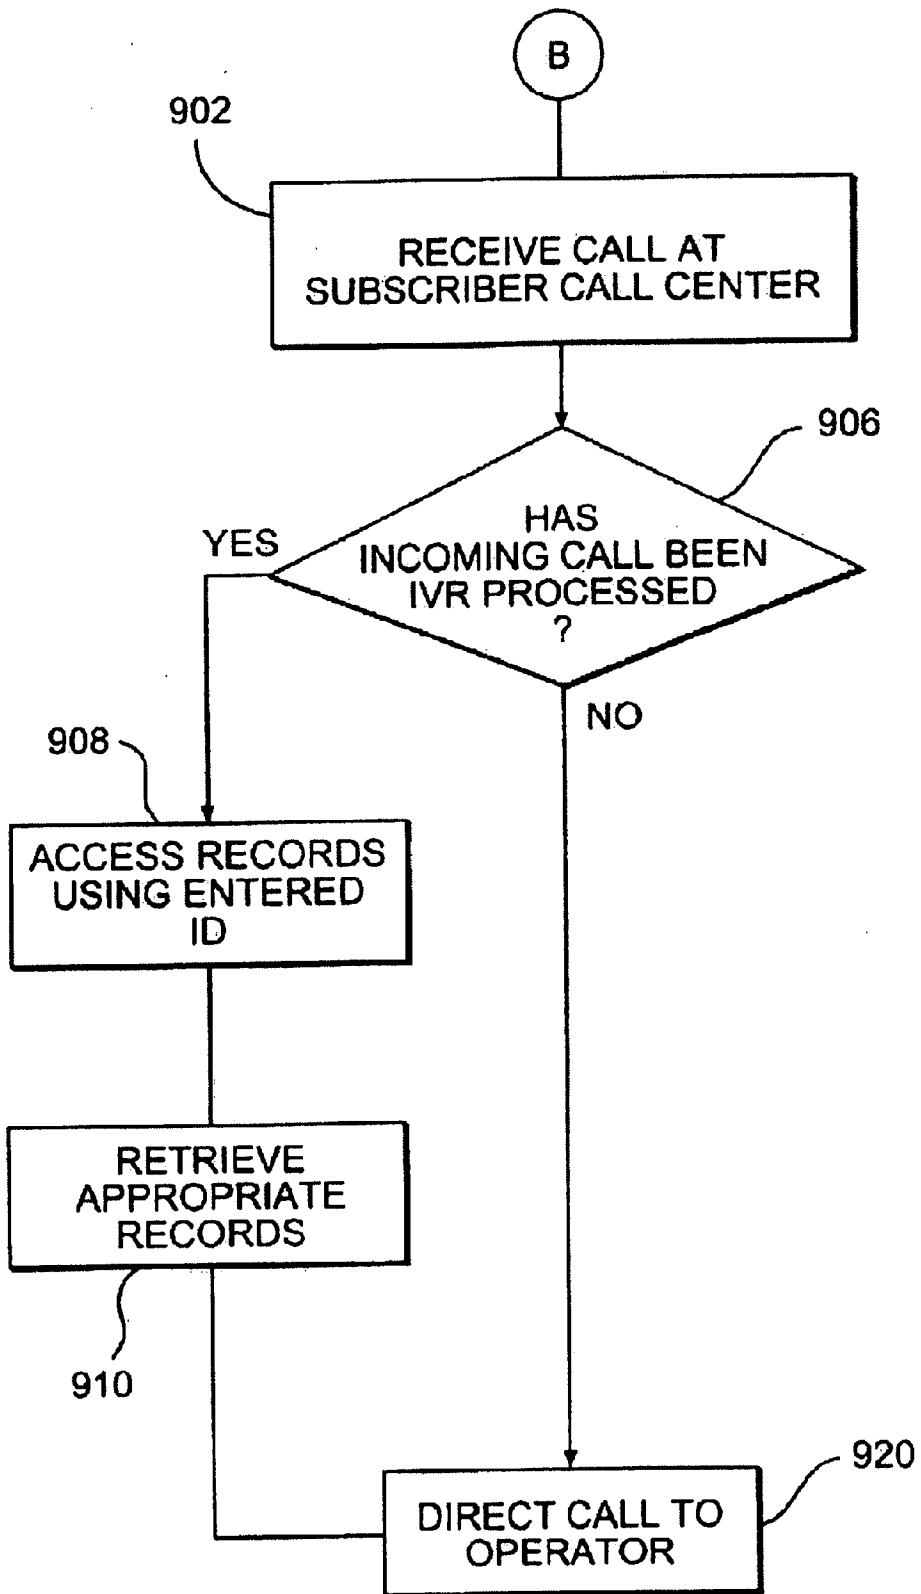 B
902
RECEIVE CALL AT
SUBSCRIBER CALL CENTER
906
HAS
INCOMING CALL BEEN
IVR PROCESSED
?
YES
NO
908
ACCESS RECORDS
USING ENTERED
ID
RETRIEVE
APPROPRIATE
RECORDS
910
920
DIRECT CALL TO
OPERATOR